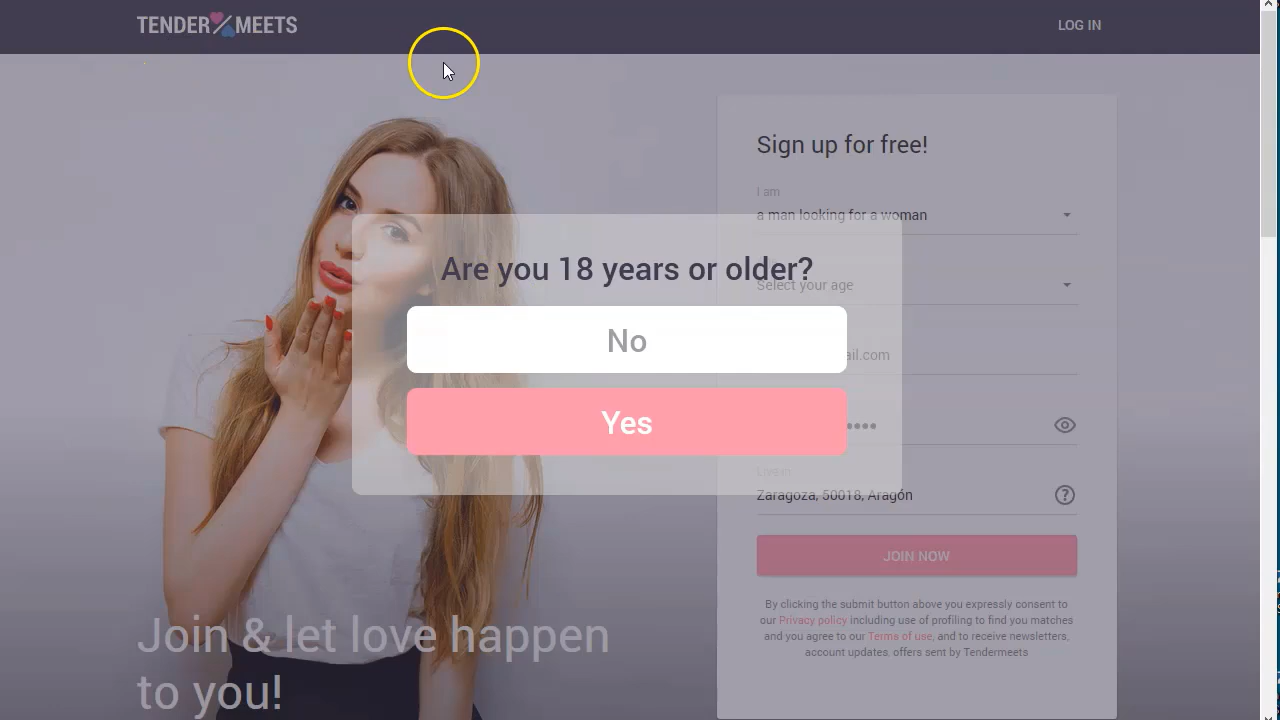 TENDER MEETS
LOG IN
Sign up for free!
I am
a man looking for a woman
Are you 18 years or older?
Select your age
No
ail.com
Yes
Zaragoza, 50018, Aragón
JOIN NOW
By clicking the submit button above you expressly consent to
our Privacy policy including use of profiling to find you matches
and you agree to our Terms of use, and to receive newsletters,
account updates, offers sent by Tendermeets
Join & let love happen
to you!